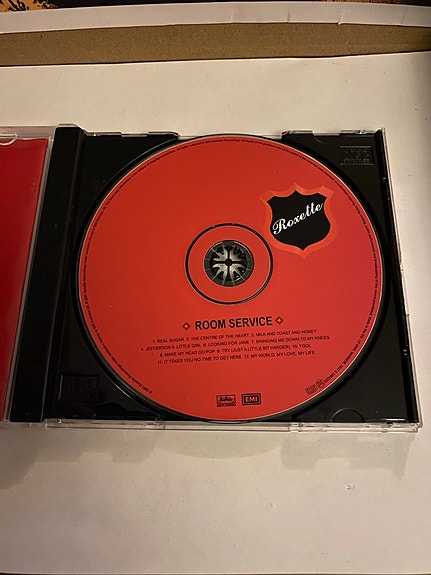 Roxette
ROOM SERVICE
1. REAL SUGAR 2. THE CENTRE OF THE HEART 3. MILK AND TOAST AND HONEY
4. JEFFERSON 5. LITTLE GIRL 6. LOOKING FOR JANE 7. BRINGING ME DOWN TO MY KNEES
8. MAKE MY HEAD GO POP 9. TRY (JUST A LITTLE BIT HARDER) 10. FOOL
11. IT TAKES YOU NO TIME TO GET HERE 12. MY WORLD, MY LOVE, MY LIFE
EMI